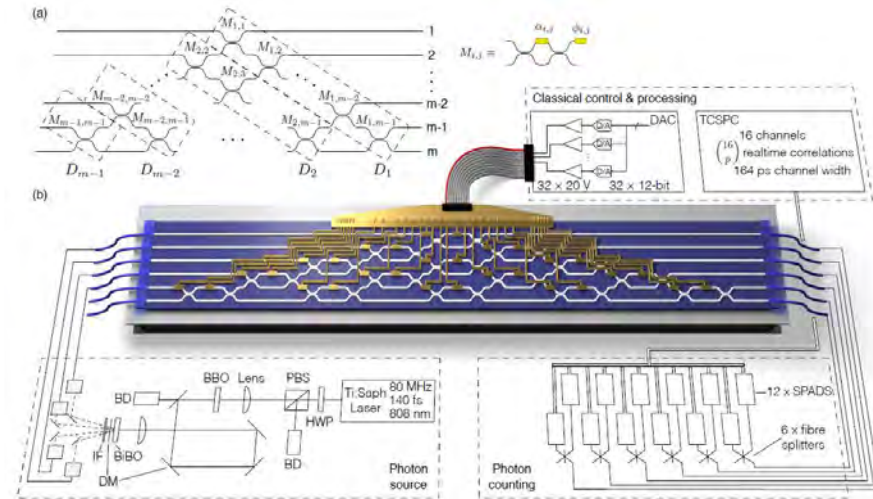 (a)
M_{1,1}
M_{2,2}
M_{1,2}
M_{2,3}
M_{m-2,m-2}
M_{1,m-2}
M_{m-1,m-1}
M_{m-2,m-1}
M_{2,m-1}
M_{1,m-1}
D_{m-1}
D_{m-2}
D_2
D_1
1
2
m-2
m-1
m
M_{i,j} ≡
α_{i,j}
ϕ_{i,j}
Classical control & processing
DAC
D/A
D/A
D/A
32 x 20 V
32 x 12-bit
TCSPC
16 channels
(16 p) realtime correlations
164 ps channel width
(b)
BBO
Lens
PBS
BD
HWP
Ti:Saph
Laser
80 MHz
140 fs
808 nm
IF
BiBO
DM
BD
Photon
source
12 x SPADS
6 x fibre
splitters
Photon
counting